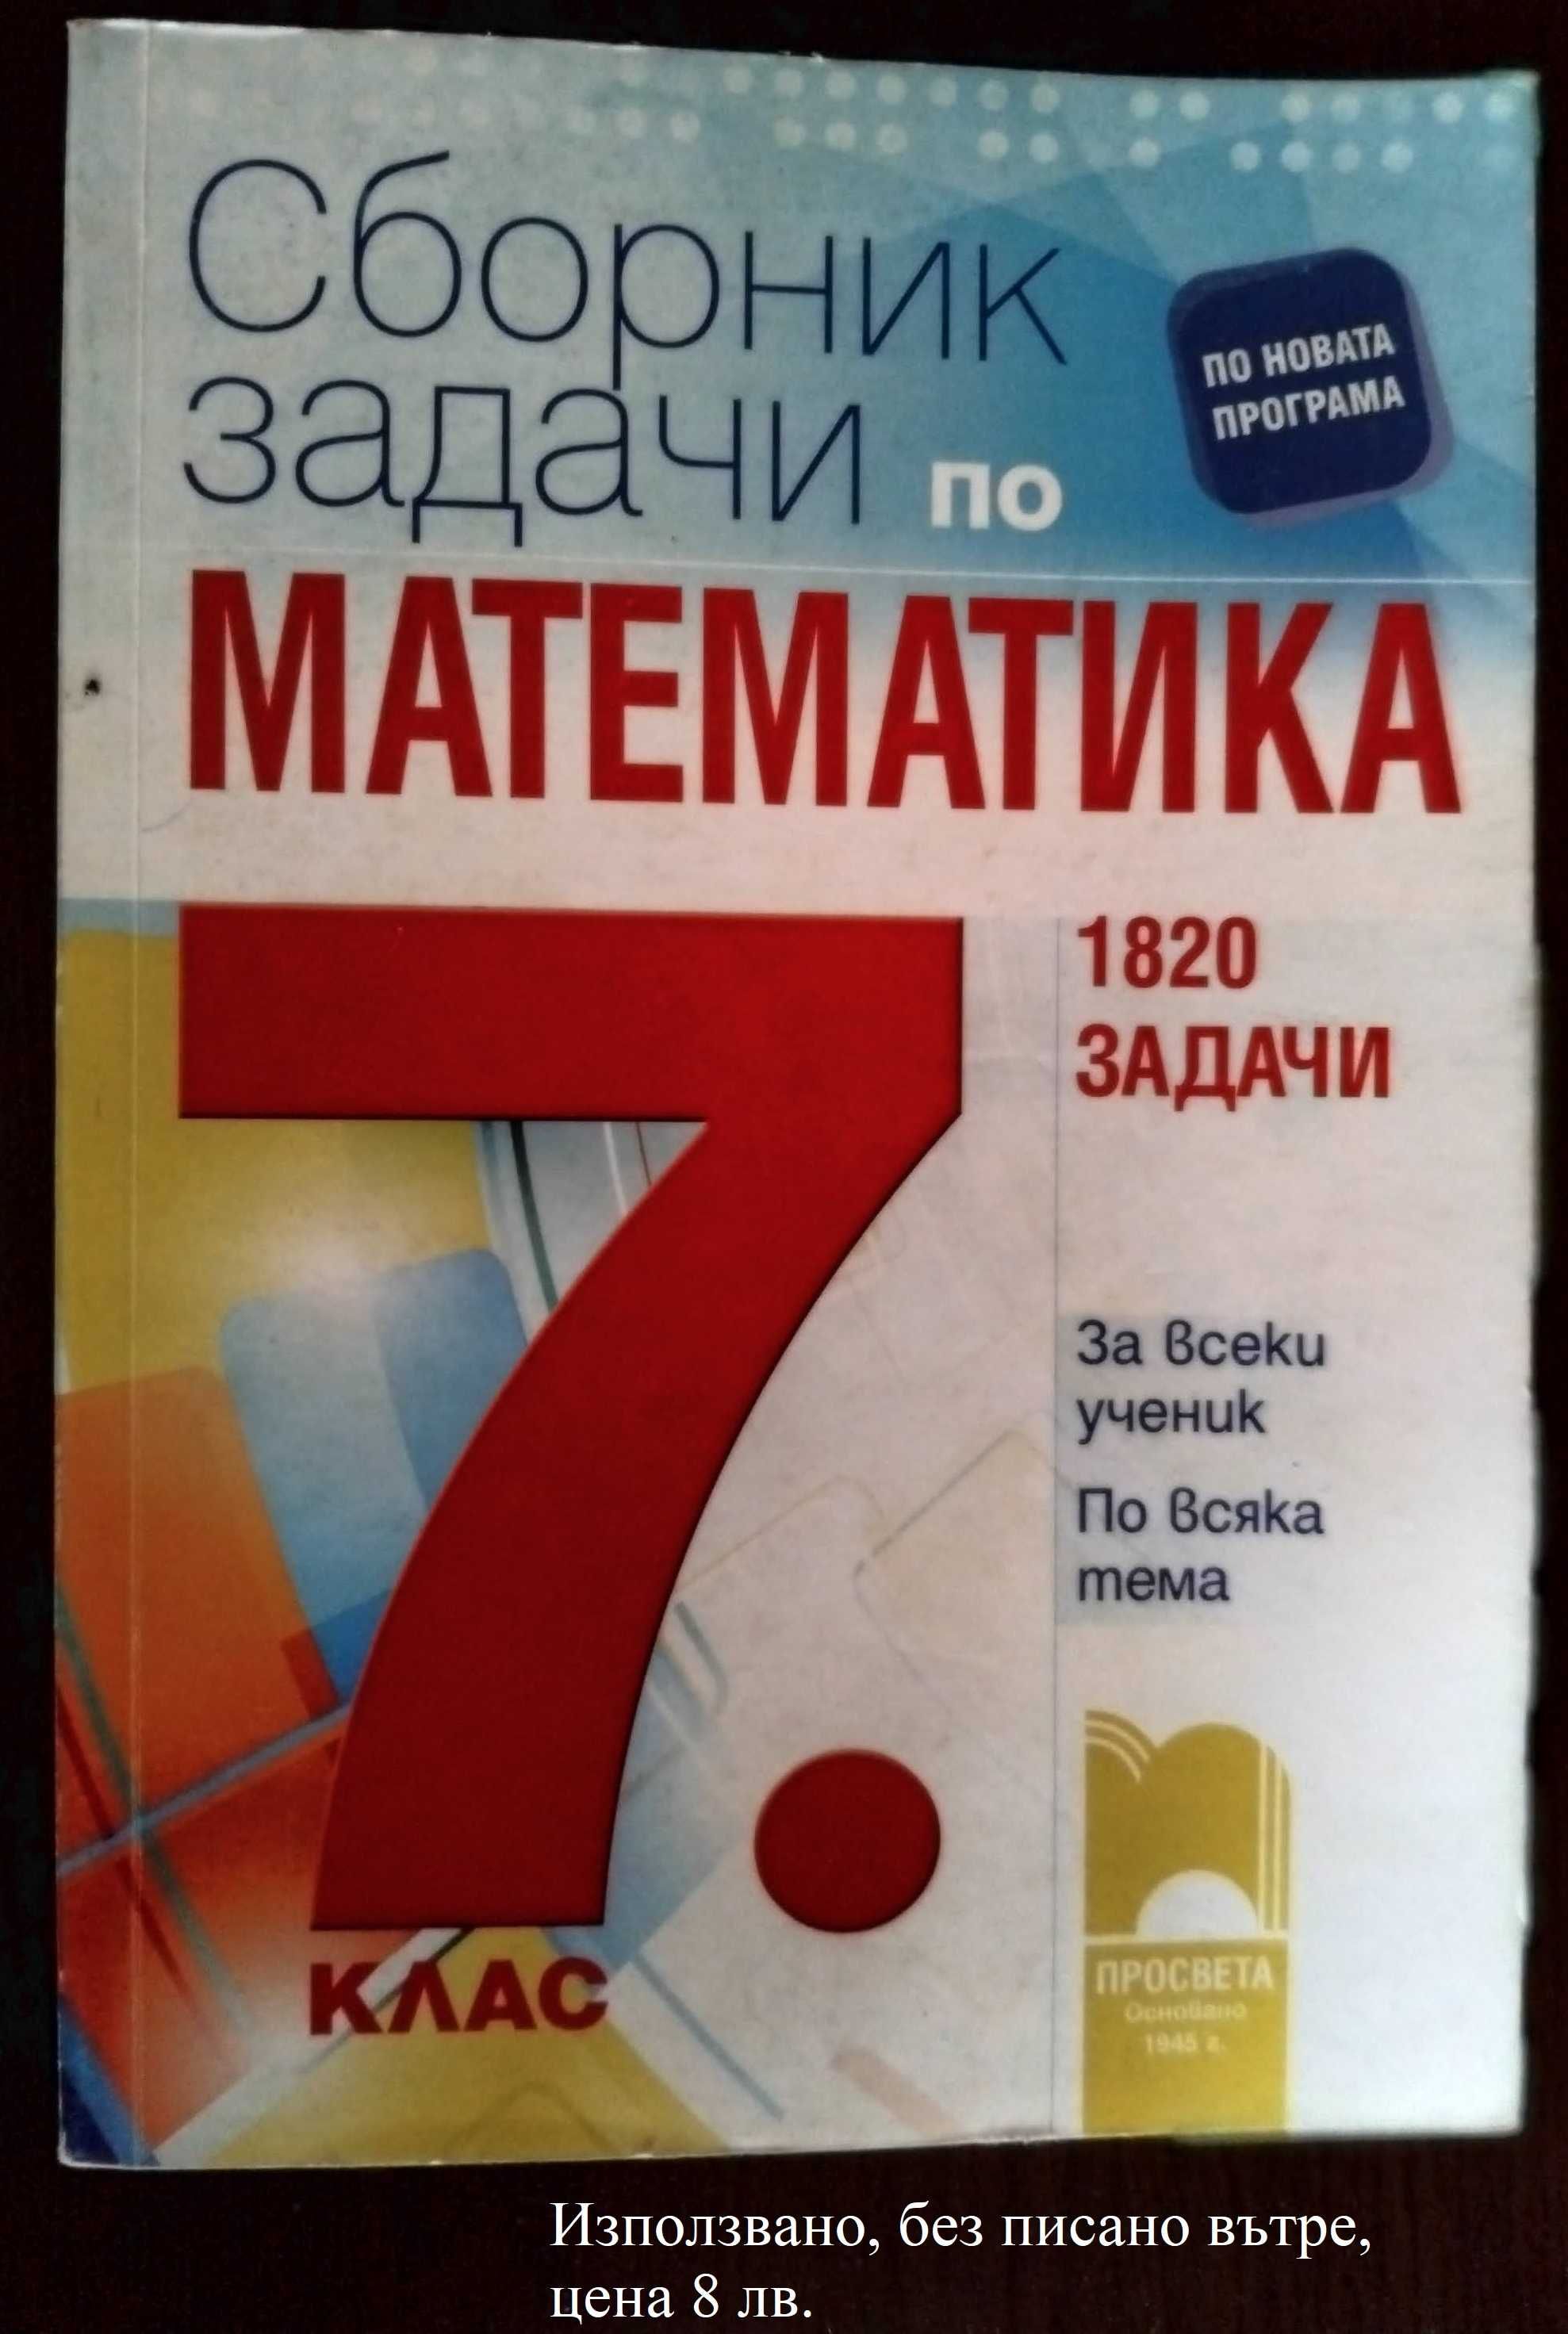 Сборник
задачи по
ПО НОВАТА
ПРОГРАМА
МАТЕМАТИКА
7.
КЛАС
1820
ЗАДАЧИ
За всеки
ученик
По всяка
тема
ПРОСВЕТА
Основано
1945 г.
Използвано, без писано вътре,
цена 8 лв.